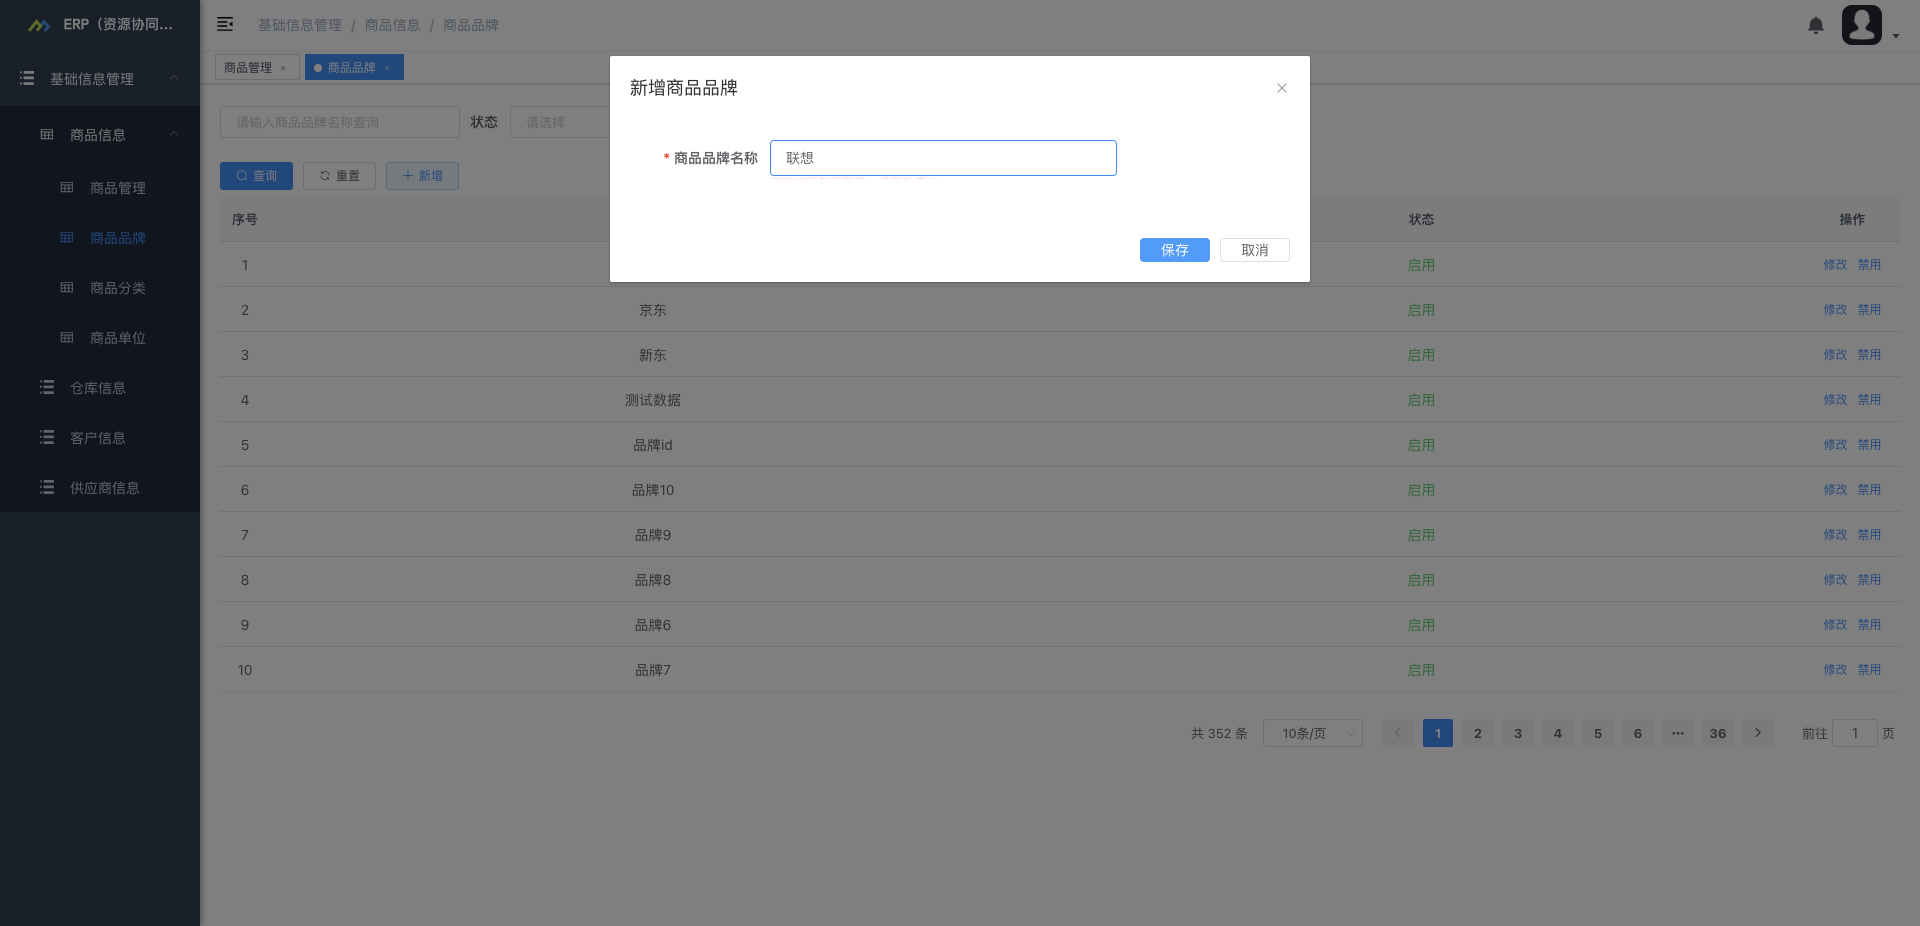 ERP（资源协同...
基础信息管理 / 商品信息 / 商品品牌
基础信息管理
商品信息
商品管理
商品品牌
商品分类
商品单位
仓库信息
客户信息
供应商信息
商品管理 ×
商品品牌 ×
请输入商品品牌名称查询 状态 请选择
查询 重置 新增
新增商品品牌
* 商品品牌名称 联想
保存 取消
序号 状态 操作
1 启用 修改 禁用
2 京东 启用 修改 禁用
3 新东 启用 修改 禁用
4 测试数据 启用 修改 禁用
5 品牌id 启用 修改 禁用
6 品牌10 启用 修改 禁用
7 品牌9 启用 修改 禁用
8 品牌8 启用 修改 禁用
9 品牌6 启用 修改 禁用
10 品牌7 启用 修改 禁用
共 352 条 10条/页 1 2 3 4 5 6 ··· 36 前往 1 页